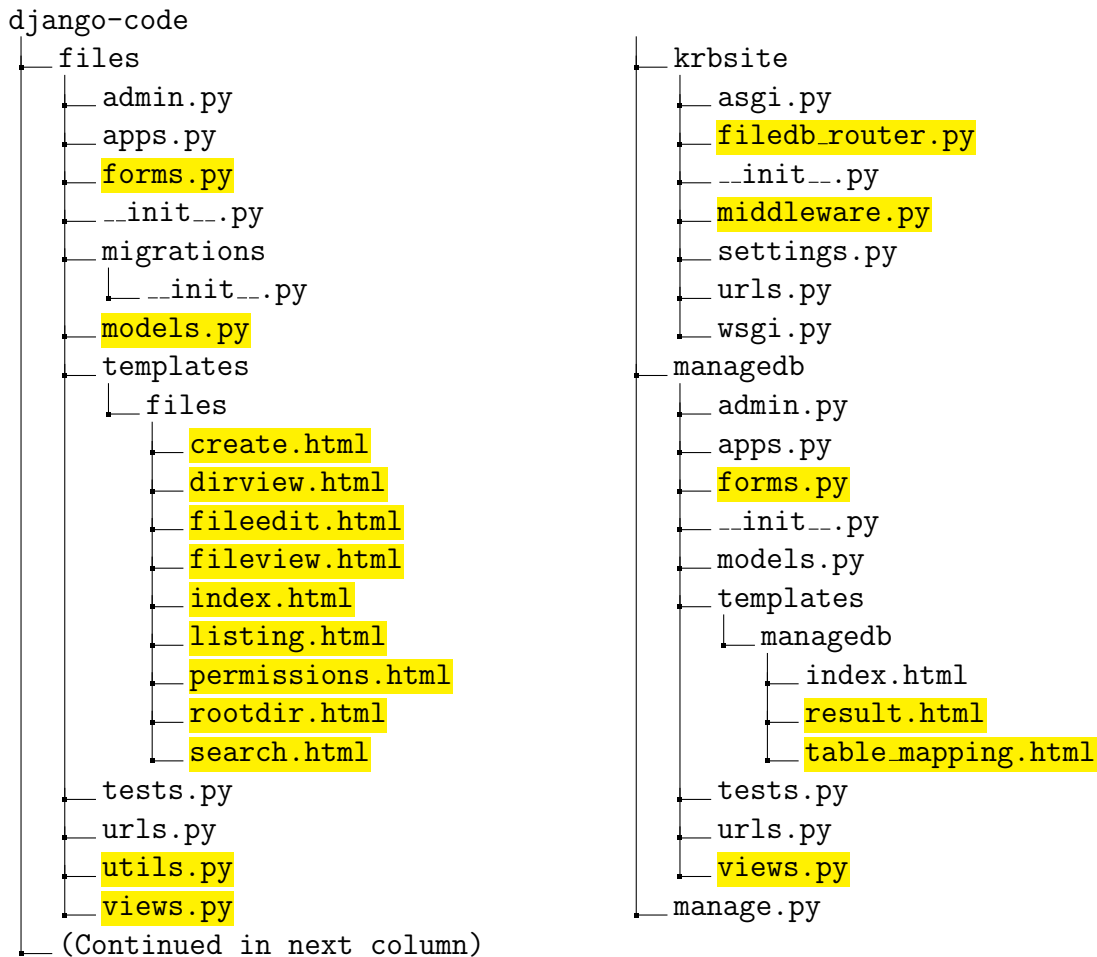 django-code
files
admin.py
apps.py
forms.py
__init__.py
migrations
__init__.py
models.py
templates
files
create.html
dirview.html
fileedit.html
fileview.html
index.html
listing.html
permissions.html
rootdir.html
search.html
tests.py
urls.py
utils.py
views.py
(Continued in next column)
krbsite
asgi.py
filedb_router.py
__init__.py
middleware.py
settings.py
urls.py
wsgi.py
managedb
admin.py
apps.py
forms.py
__init__.py
models.py
templates
managedb
index.html
result.html
table_mapping.html
tests.py
urls.py
views.py
manage.py